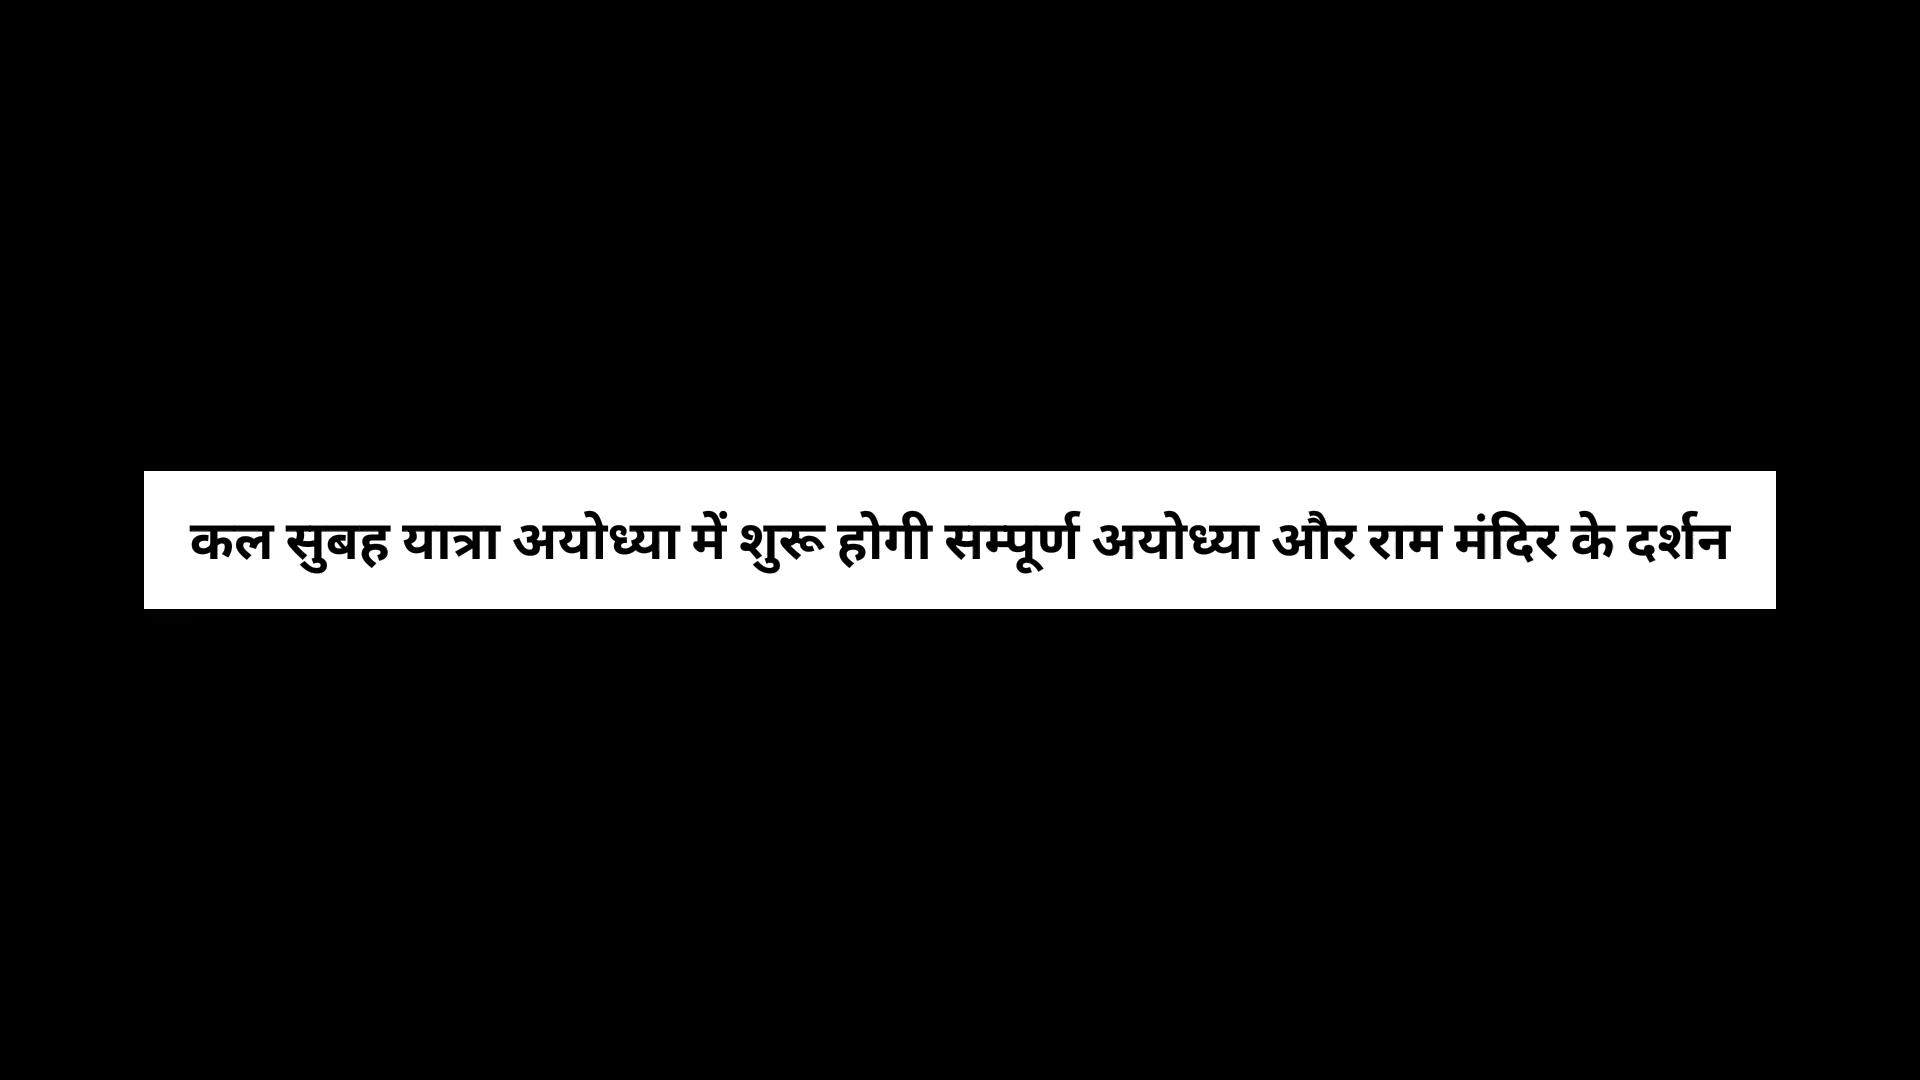 कल सुबह यात्रा अयोध्या में शुरू होगी सम्पूर्ण अयोध्या और राम मंदिर के दर्शन